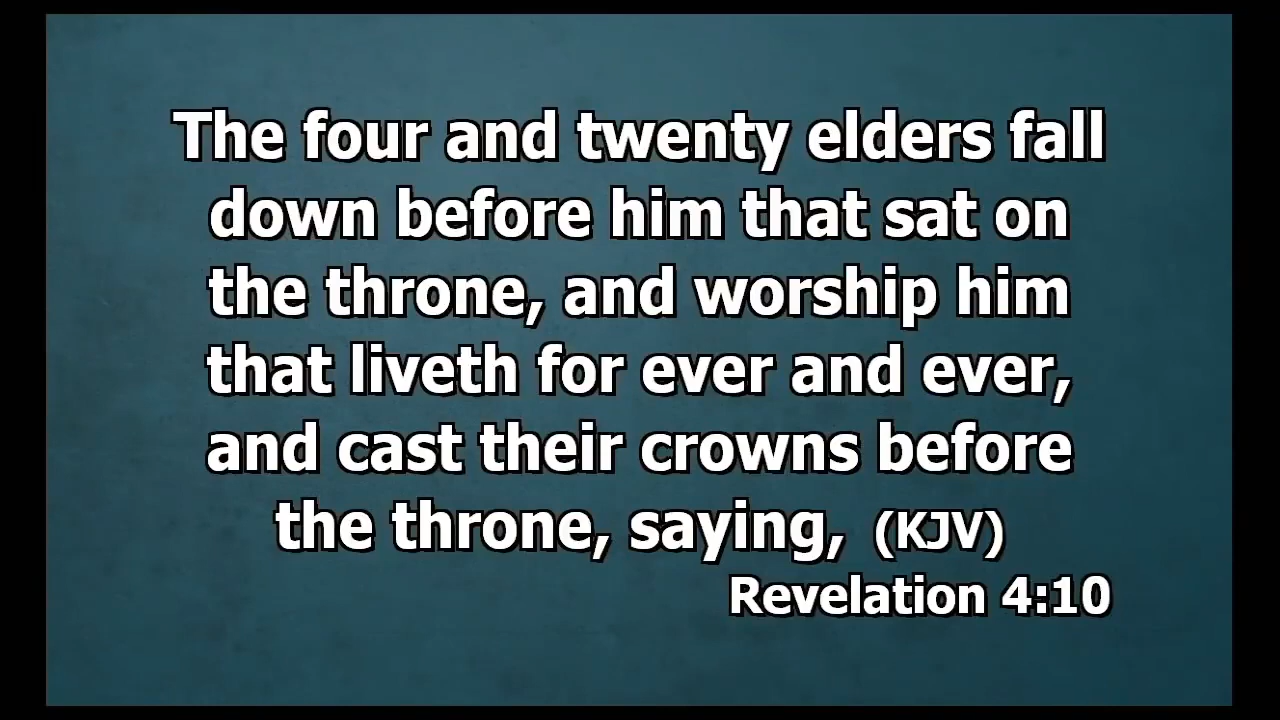 The four and twenty elders fall
down before him that sat on
the throne, and worship him
that liveth for ever and ever,
and cast their crowns before
the throne, saying, (KJV)
Revelation 4:10